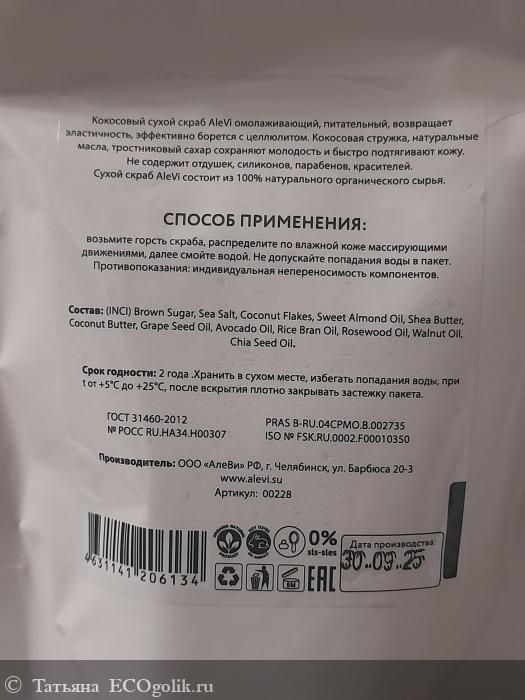 Кокосовый сухой скраб AleVi омолаживающий, питательный, возвращает
эластичность, эффективно борется с целлюлитом. Кокосовая стружка, натуральные
масла, тростниковый сахар сохраняют молодость и быстро подтягивают кожу.
Не содержит отдушек, силиконов, парабенов, красителей.
Сухой скраб AleVi состоит из 100% натурального органического сырья.
СПОСОБ ПРИМЕНЕНИЯ:
возьмите горсть скраба, распределите по влажной коже массирующими
движениями, далее смойте водой. Не допускайте попадания воды в пакет.
Противопоказания: индивидуальная непереносимость компонентов.
Состав: (INCI) Brown Sugar, Sea Salt, Coconut Flakes, Sweet Almond Oil, Shea Butter,
Coconut Butter, Grape Seed Oil, Avocado Oil, Rice Bran Oil, Rosewood Oil, Walnut Oil,
Chia Seed Oil.
Срок годности: 2 года .Хранить в сухом месте, избегать попадания воды, при
t от +5°С до +25°С, после вскрытия плотно закрывать застежку пакета.
ГОСТ 31460-2012
№ РОСС RU.HA34.H00307
PRAS B-RU.04CPMO.B.002735
ISO № FSK.RU.0002.F00010350
Производитель: ООО «АлеВи» РФ, г. Челябинск, ул. Барбюса 20-3
www.alevi.su
Артикул: 00228
0%
sls-sles
Дата производства:
30.09.25
4631141206134
EAC
© Татьяна ECOgolik.ru